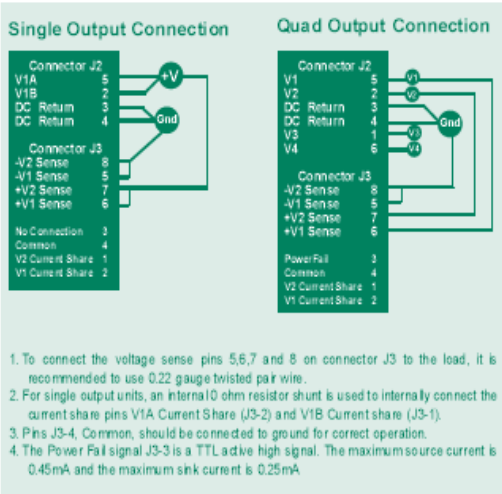 Single Output Connection
Connector J2
V1A 5
V1B 2
DC Return 3
DC Return 4
Connector J3
-V2 Sense 8
-V1 Sense 5
+V2 Sense 7
+V1 Sense 6
No Connection 3
Common 4
V2 Current Share 1
V1 Current Share 2
+V
Gnd
Quad Output Connection
Connector J2
V1 5
V2 2
DC Return 3
DC Return 4
V3 1
V4 6
Connector J3
-V2 Sense 8
-V1 Sense 5
+V2 Sense 7
+V1 Sense 6
Power Fail 3
Common 4
V2 Current Share 1
V1 Current Share 2
V1
V2
Gnd
V3
V4
1. To connect the voltage sense pins 5,6,7 and 8 on connector J3 to the load, it is
recommended to use 0.22 gauge twisted pair wire.
2. For single output units, an internal 0 ohm resistor shunt is used to internally connect the
current share pins V1A Current Share (J3-2) and V1B Current share (J3-1).
3. Pins J3-4, Common, should be connected to ground for correct operation.
4. The Power Fail signal J3-3 is a TTL active high signal. The maximum source current is
0.45mA and the maximum sink current is 0.25mA